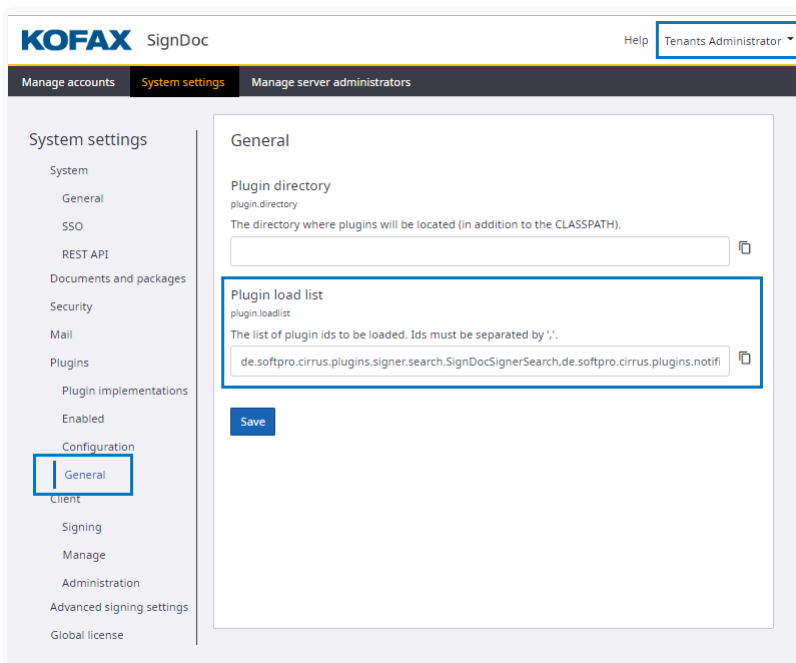 KOFAX SignDoc
Help Tenants Administrator
Manage accounts System settings Manage server administrators
System settings
System
General
SSO
REST API
Documents and packages
Security
Mail
Plugins
Plugin implementations
Enabled
Configuration
General
Client
Signing
Manage
Administration
Advanced signing settings
Global license
General
Plugin directory
plugin.directory
The directory where plugins will be located (in addition to the CLASSPATH).
Plugin load list
plugin.loadlist
The list of plugin ids to be loaded. Ids must be separated by ','.
de.softpro.cirrus.plugins.signer.search.SignDocSignerSearch,de.softpro.cirrus.plugins.notifi
Save